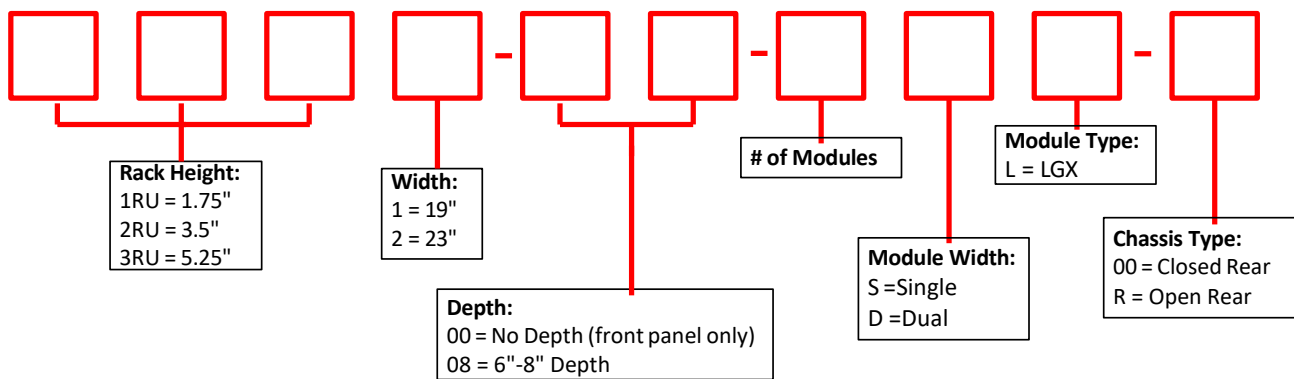 - - -
Rack Height:
1RU = 1.75"
2RU = 3.5"
3RU = 5.25"
Width:
1 = 19"
2 = 23"
Depth:
00 = No Depth (front panel only)
08 = 6"-8" Depth
# of Modules
Module Width:
S =Single
D =Dual
Module Type:
L = LGX
Chassis Type:
00 = Closed Rear
R = Open Rear